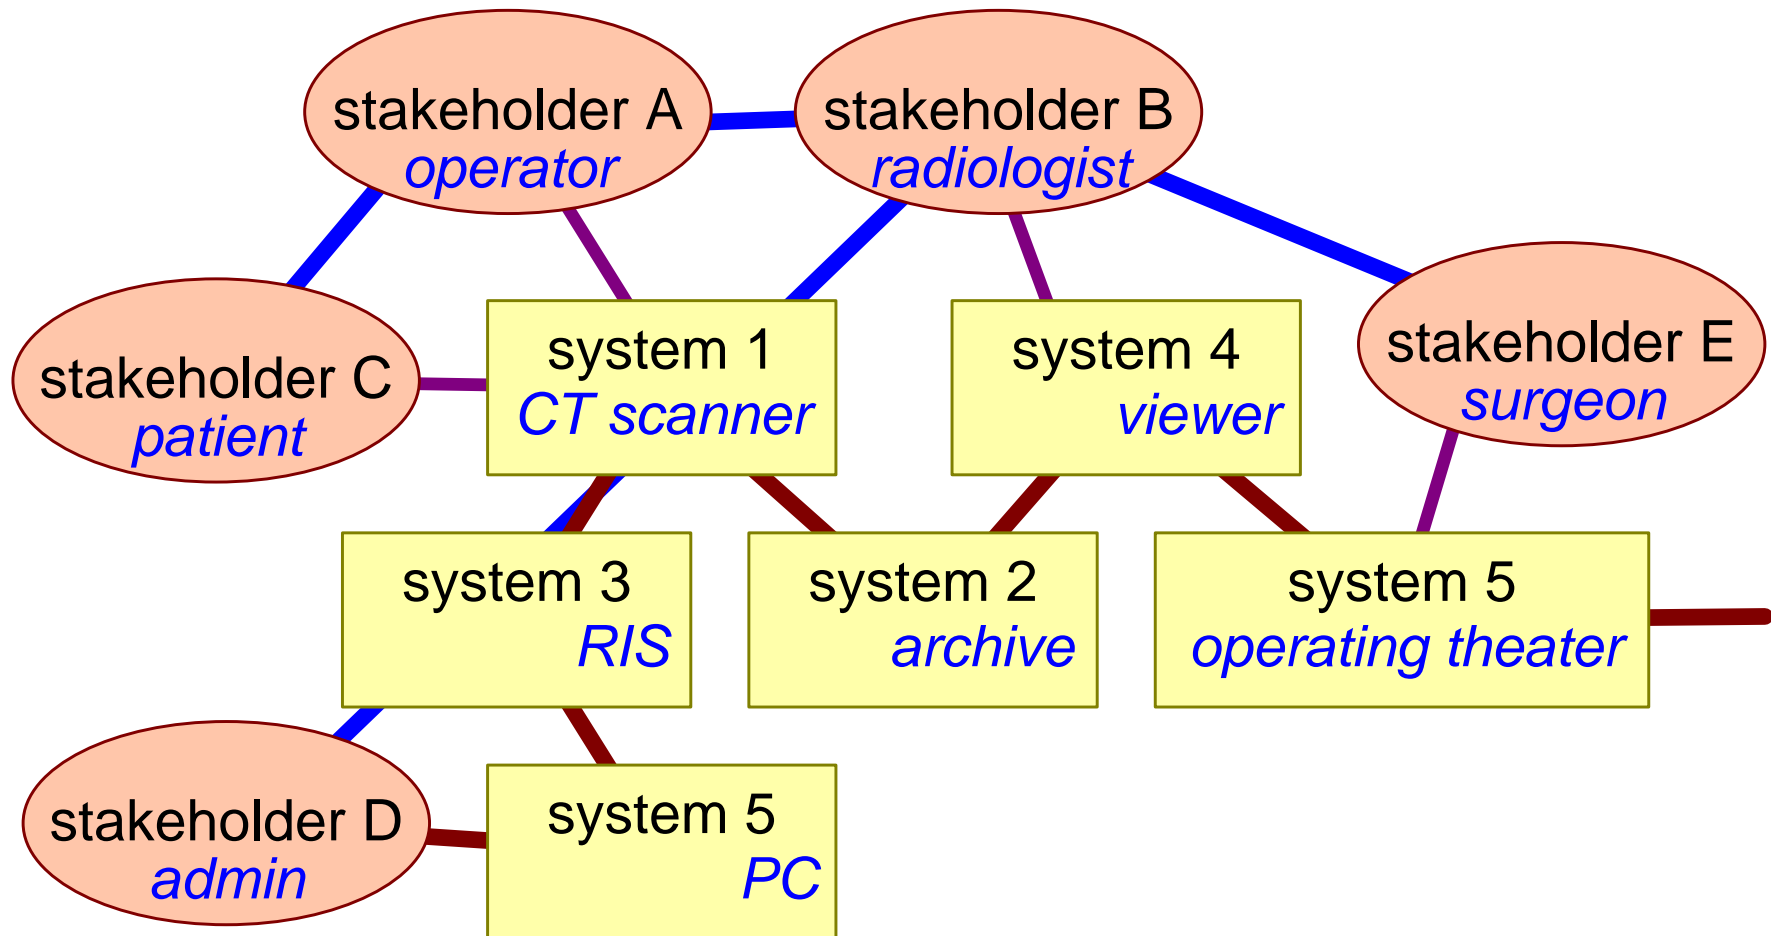 stakeholder A
operator
stakeholder B
radiologist
stakeholder C
patient
system 1
CT scanner
system 4
viewer
stakeholder E
surgeon
system 3
RIS
system 2
archive
system 5
operating theater
stakeholder D
admin
system 5
PC